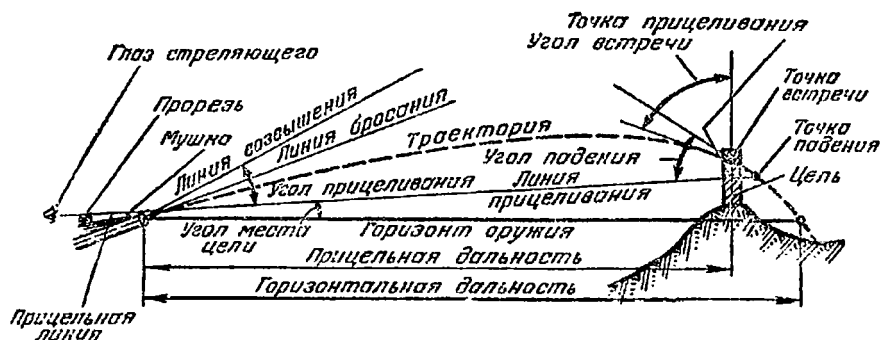 Точка прицеливания
Угол встречи
Глаз стреляющего
Точка
встречи
Прорезь
Мушка
Линия возвышения
Линия бросания
Траектория
Точка
падения
Угол падения
Цель
Угол прицеливания
Линия
прицеливания
Угол места
цели
Горизонт оружия
Прицельная дальность
Горизонтальная дальность
Прицельная
линия